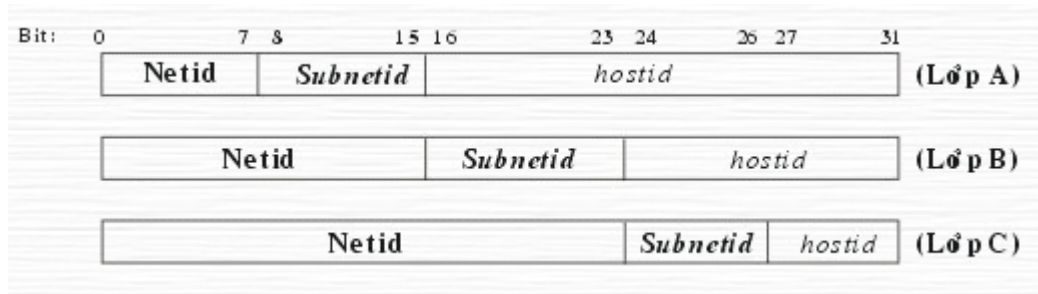 Bit: 0 7 8 15 16 23 24 26 27 31
Netid Subnetid hostid (Lớp A)
Netid Subnetid hostid (Lớp B)
Netid Subnetid hostid (Lớp C)